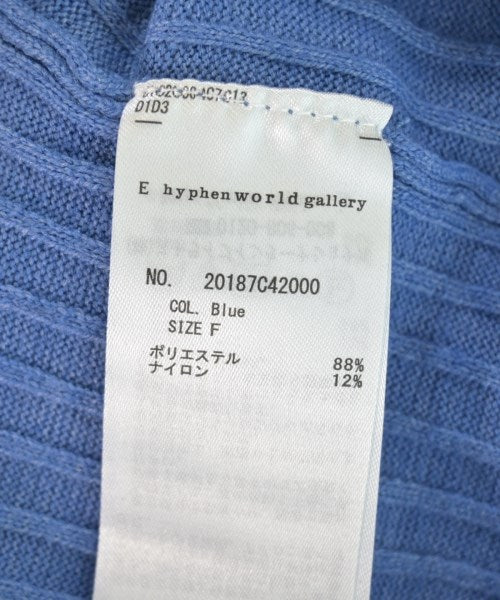 D1D3
E hyphen world gallery
NO. 20187C42000
COL. Blue
SIZE F
ポリエステル 88%
ナイロン 12%